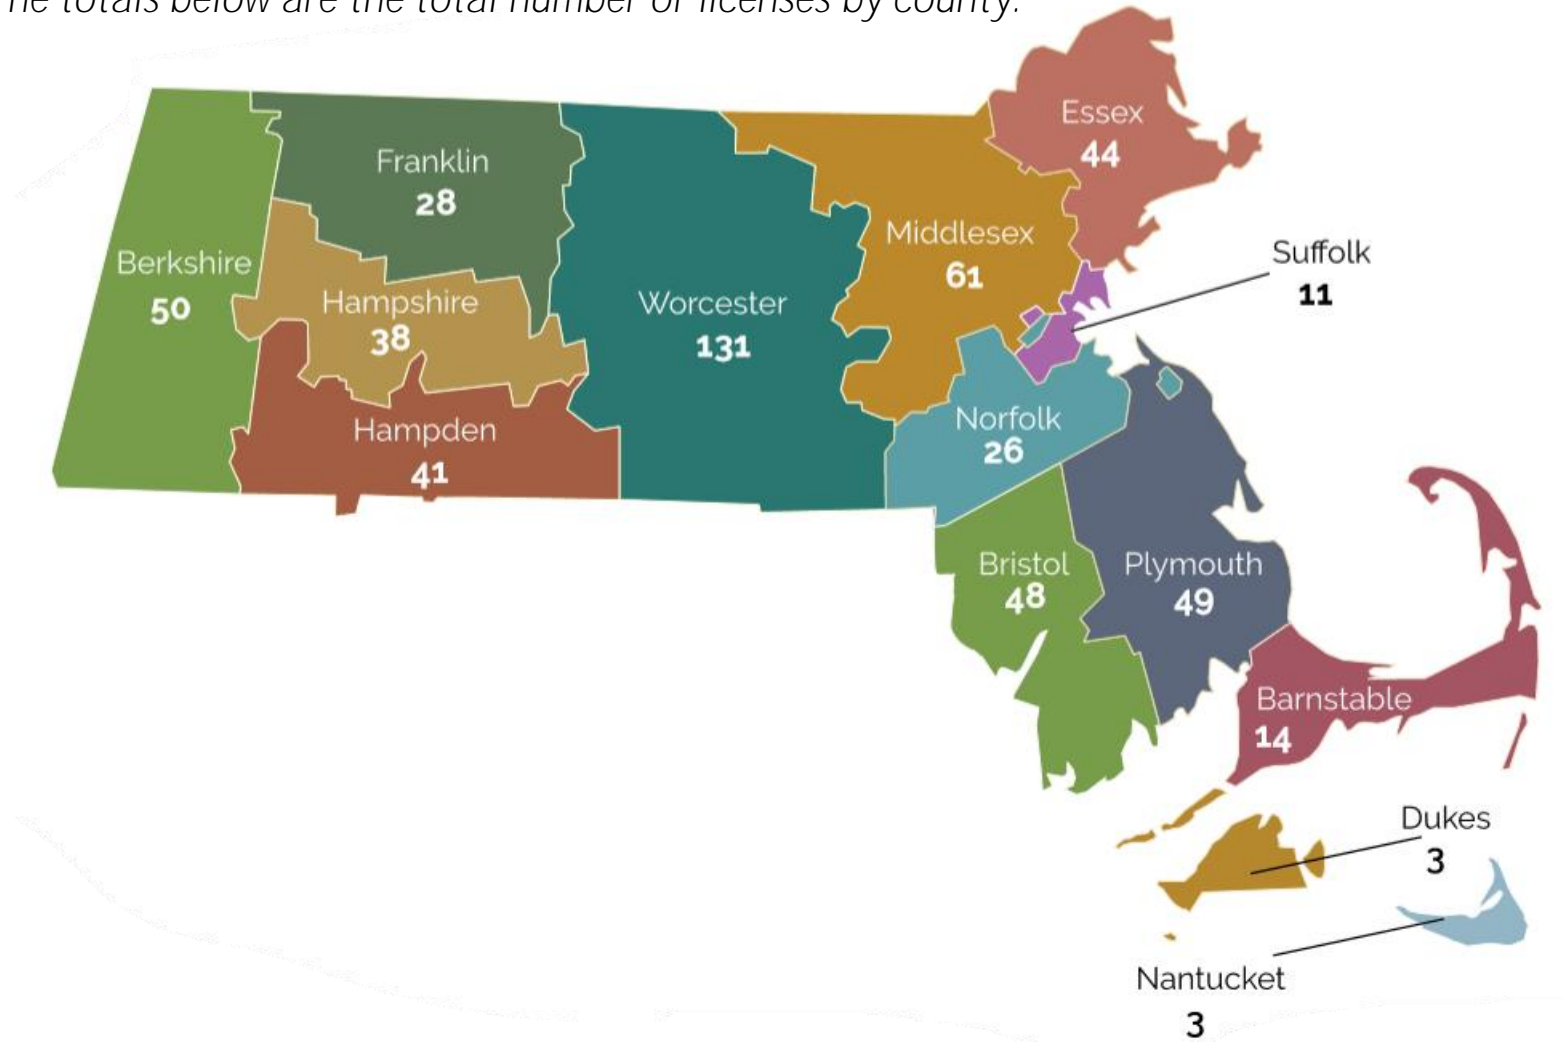 he totals below are the total number of licenses by county.
Essex
44
Franklin
28
Middlesex
61
Suffolk
11
Berkshire
50
Hampshire
38
Worcester
131
Norfolk
26
Hampden
41
Bristol
48
Plymouth
49
Barnstable
14
Dukes
3
Nantucket
3